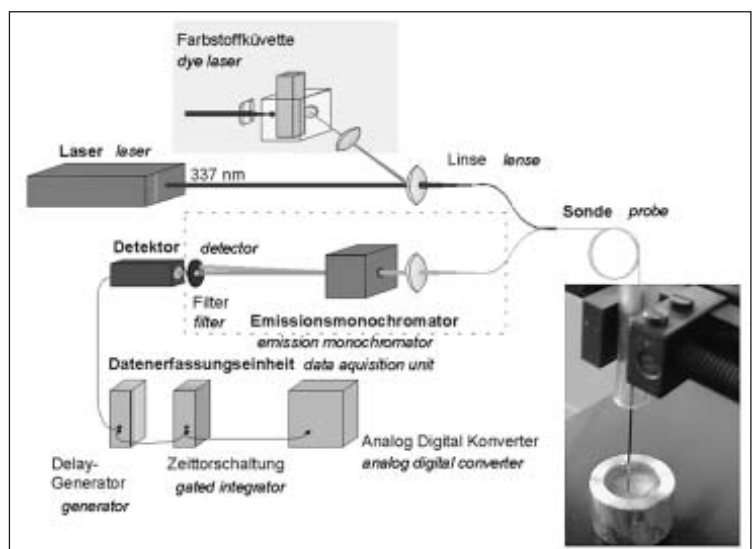 Farbstoffküvette
dye laser
Laser laser
337 nm
Linse lense
Sonde probe
Detektor detector
Filter
filter
Emissionsmonochromator
emission monochromator
Datenerfassungseinheit data aquisition unit
Delay-
Generator
generator
Zeittorschaltung
gated integrator
Analog Digital Konverter
analog digital converter